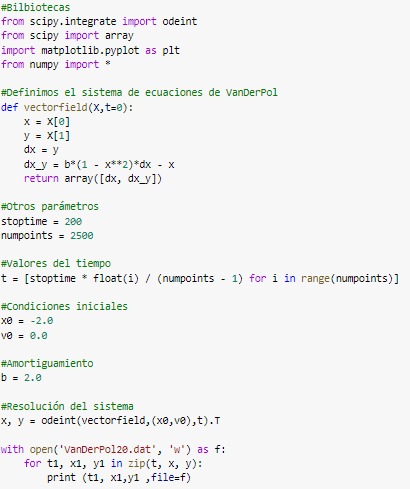 #Bilbiotecas
from scipy.integrate import odeint
from scipy import array
import matplotlib.pyplot as plt
from numpy import *
#Definimos el sistema de ecuaciones de VanDerPol
def vectorfield(X,t=0):
x = X[0]
y = X[1]
dx = y
dx_y = b*(1 - x**2)*dx - x
return array([dx, dx_y])
#Otros parámetros
stoptime = 200
numpoints = 2500
#Valores del tiempo
t = [stoptime * float(i) / (numpoints - 1) for i in range(numpoints)]
#Condiciones iniciales
x0 = -2.0
v0 = 0.0
#Amortiguamiento
b = 2.0
#Resolución del sistema
x, y = odeint(vectorfield,(x0,v0),t).T
with open('VanDerPol20.dat', 'w') as f:
for t1, x1, y1 in zip(t, x, y):
print (t1, x1,y1 ,file=f)